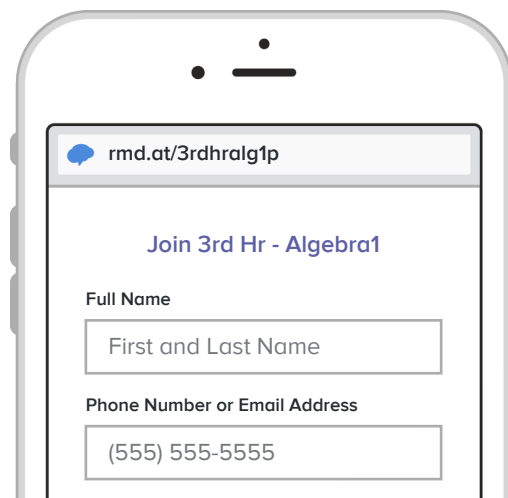 rmd.at/3rdhralg1p
Join 3rd Hr - Algebra1
Full Name
First and Last Name
Phone Number or Email Address
(555) 555-5555